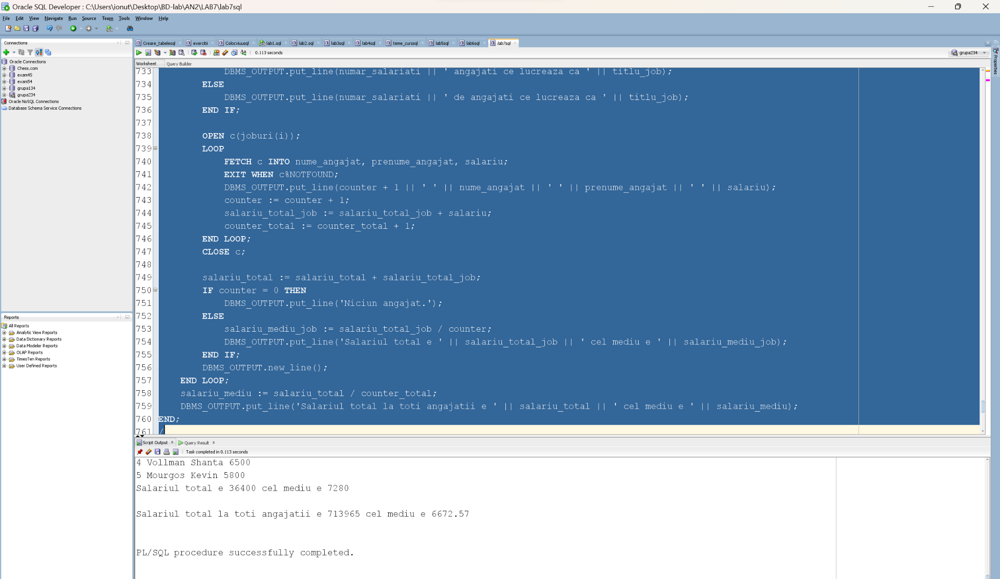 Oracle SQL Developer : C:\Users\ionut\Desktop\BD-lab\AN2\LAB7\lab7sql
File Edit View Navigate Run Source Team Tools Window Help
Connections
Oracle Connections
Chess.com
exam45
exam54
grupa134
grupa234
Oracle NoSQL Connections
Database Schema Service Connections
Reports
All Reports
Analytic View Reports
Data Dictionary Reports
Data Modeler Reports
OLAP Reports
TimesTen Reports
User Defined Reports
Creare_tabelesql exercitii Colocviuusql lab1.sql lab2.sql lab3sql lab4sql teme_curssql lab5sql lab6sql lab7sql
0.113 seconds
grupa234
Properties
Worksheet Query Builder
733 DBMS_OUTPUT.put_line(numar_salariati || ' angajati ce lucreaza ca ' || titlu_job);
734 ELSE
735 DBMS_OUTPUT.put_line(numar_salariati || ' de angajati ce lucreaza ca ' || titlu_job);
736 END IF;
737
738 OPEN c(joburi(i));
739 LOOP
740 FETCH c INTO nume_angajat, prenume_angajat, salariu;
741 EXIT WHEN c%NOTFOUND;
742 DBMS_OUTPUT.put_line(counter + 1 || ' ' || nume_angajat || ' ' || prenume_angajat || ' ' || salariu);
743 counter := counter + 1;
744 salariu_total_job := salariu_total_job + salariu;
745 counter_total := counter_total + 1;
746 END LOOP;
747 CLOSE c;
748
749 salariu_total := salariu_total + salariu_total_job;
750 IF counter = 0 THEN
751 DBMS_OUTPUT.put_line('Niciun angajat.');
752 ELSE
753 salariu_mediu_job := salariu_total_job / counter;
754 DBMS_OUTPUT.put_line('Salariul total e ' || salariu_total_job || ' cel mediu e ' || salariu_mediu_job);
755 END IF;
756 DBMS_OUTPUT.new_line();
757 END LOOP;
758 salariu_mediu := salariu_total / counter_total;
759 DBMS_OUTPUT.put_line('Salariul total la toti angajatii e ' || salariu_total || ' cel mediu e ' || salariu_mediu);
760 END;
761 /
Script Output Query Result
Task completed in 0.113 seconds
4 Vollman Shanta 6500
5 Mourgos Kevin 5800
Salariul total e 36400 cel mediu e 7280
Salariul total la toti angajatii e 713965 cel mediu e 6672.57
PL/SQL procedure successfully completed.